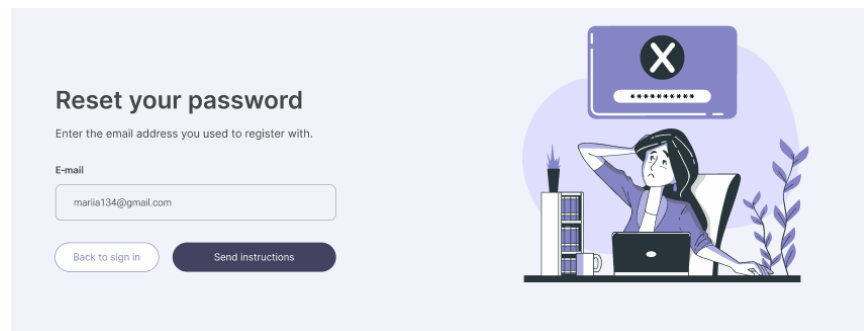 Reset your password
Enter the email address you used to register with.
E-mail
mariia134@gmail.com
Back to sign in
Send instructions
X
**********